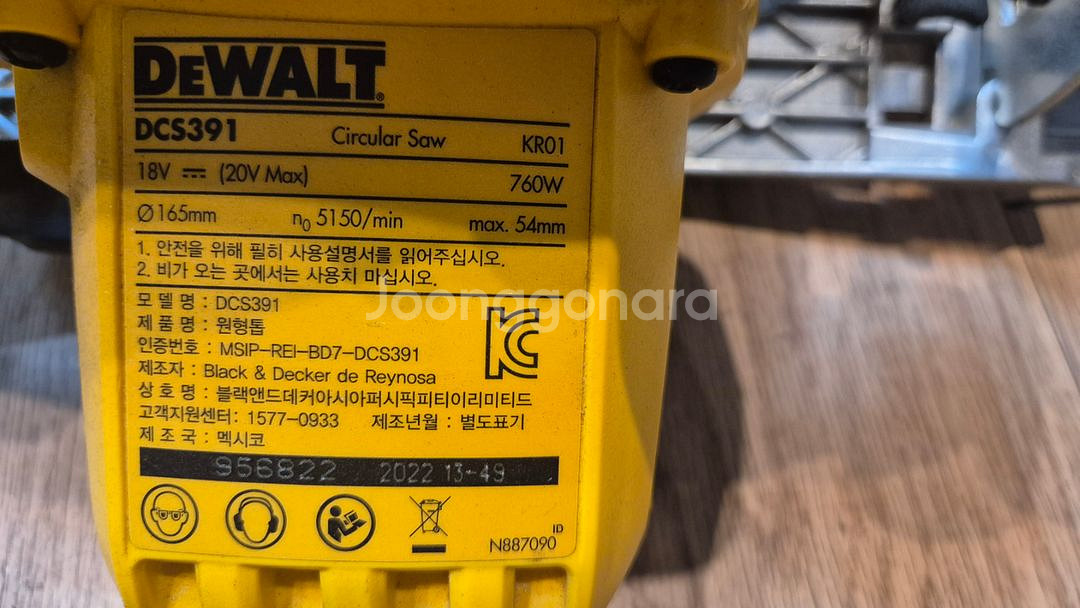 DEWALT®
DCS391 Circular Saw KR01
18V ⎓ (20V Max) 760W
Ø165mm n₀ 5150/min max. 54mm
1. 안전을 위해 필히 사용설명서를 읽어주십시오.
2. 비가 오는 곳에서는 사용치 마십시오.
Joonggonara
모 델 명 : DCS391
제 품 명 : 원형톱
인증번호 : MSIP-REI-BD7-DCS391
제조자 : Black & Decker de Reynosa
상 호 명 : 블랙앤드데커아시아퍼시픽피티이리미티드
고객지원센터: 1577-0933 제조년월 : 별도표기
제 조 국 : 멕시코
956822 2022 13-49
ID
N887090